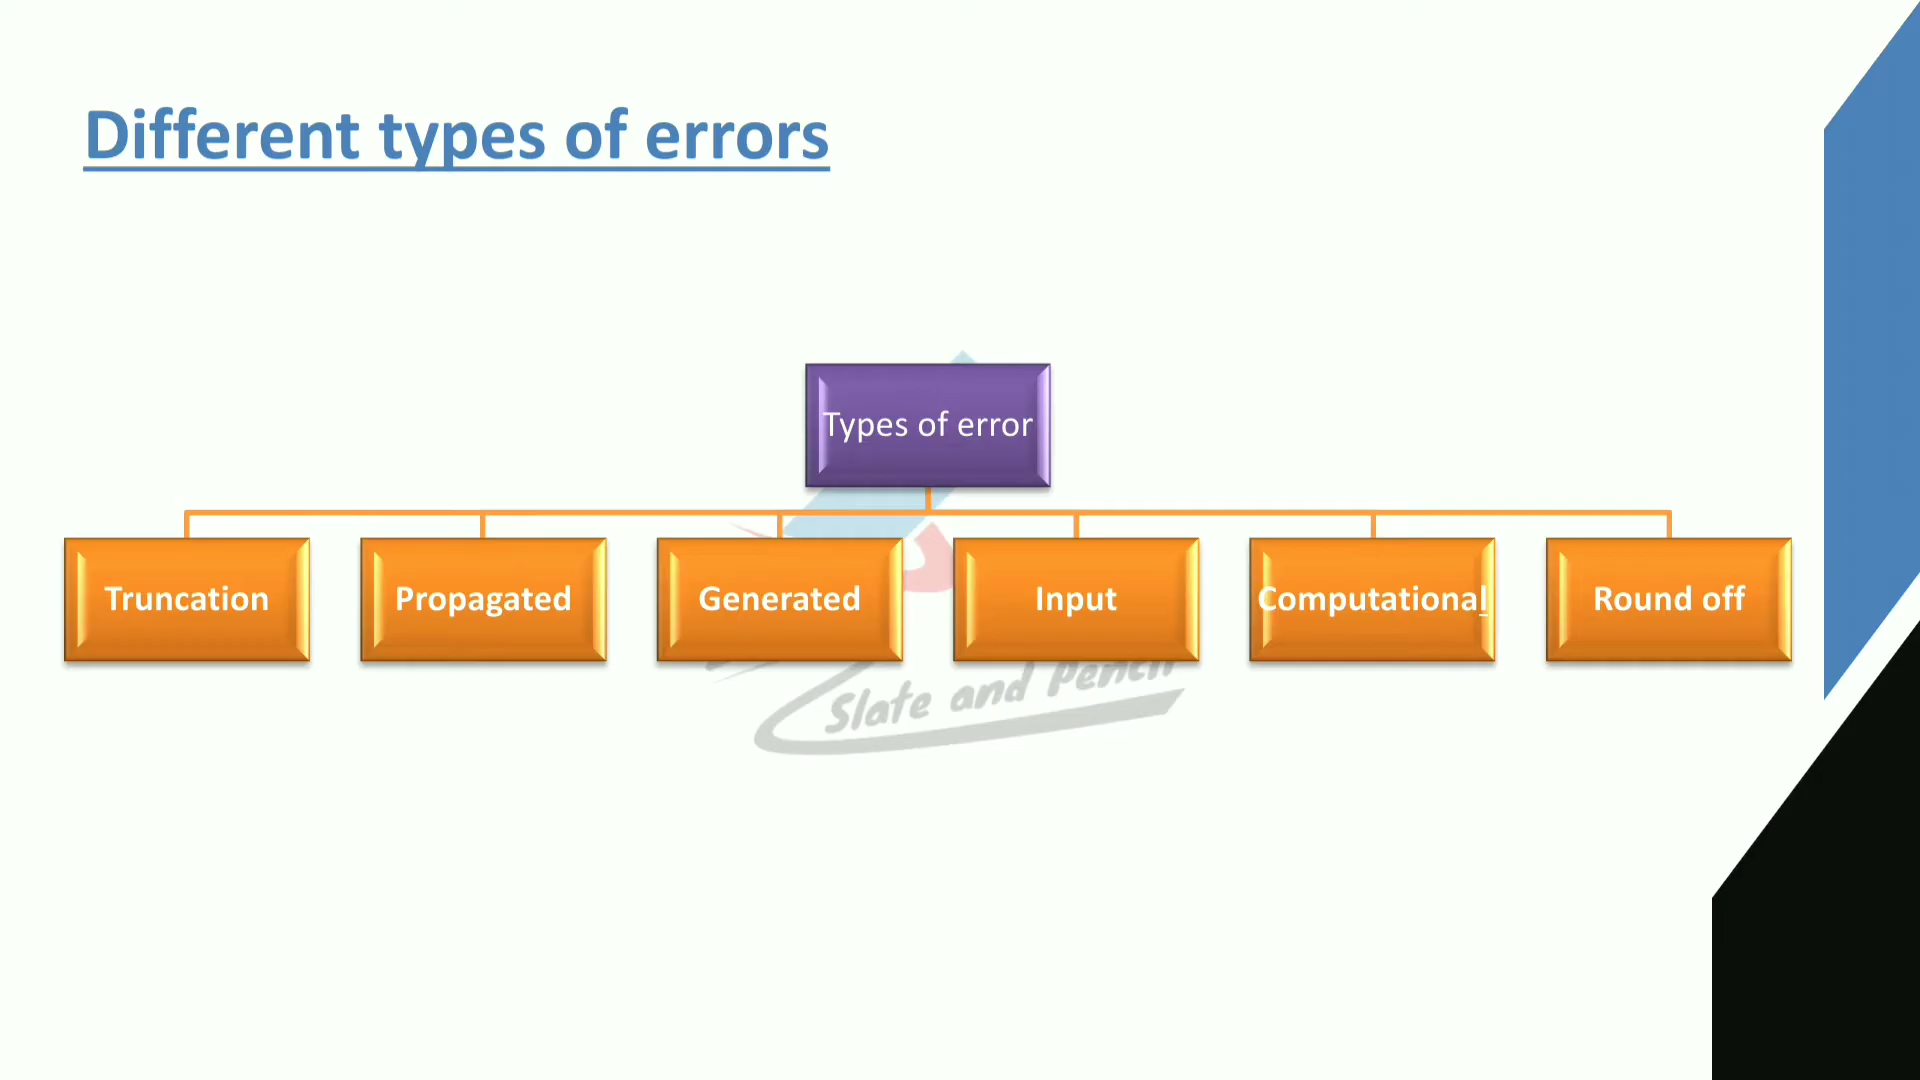 Different types of errors
Types of error
Truncation
Propagated
Generated
Input
Computational
Round off
Slate and Pencil